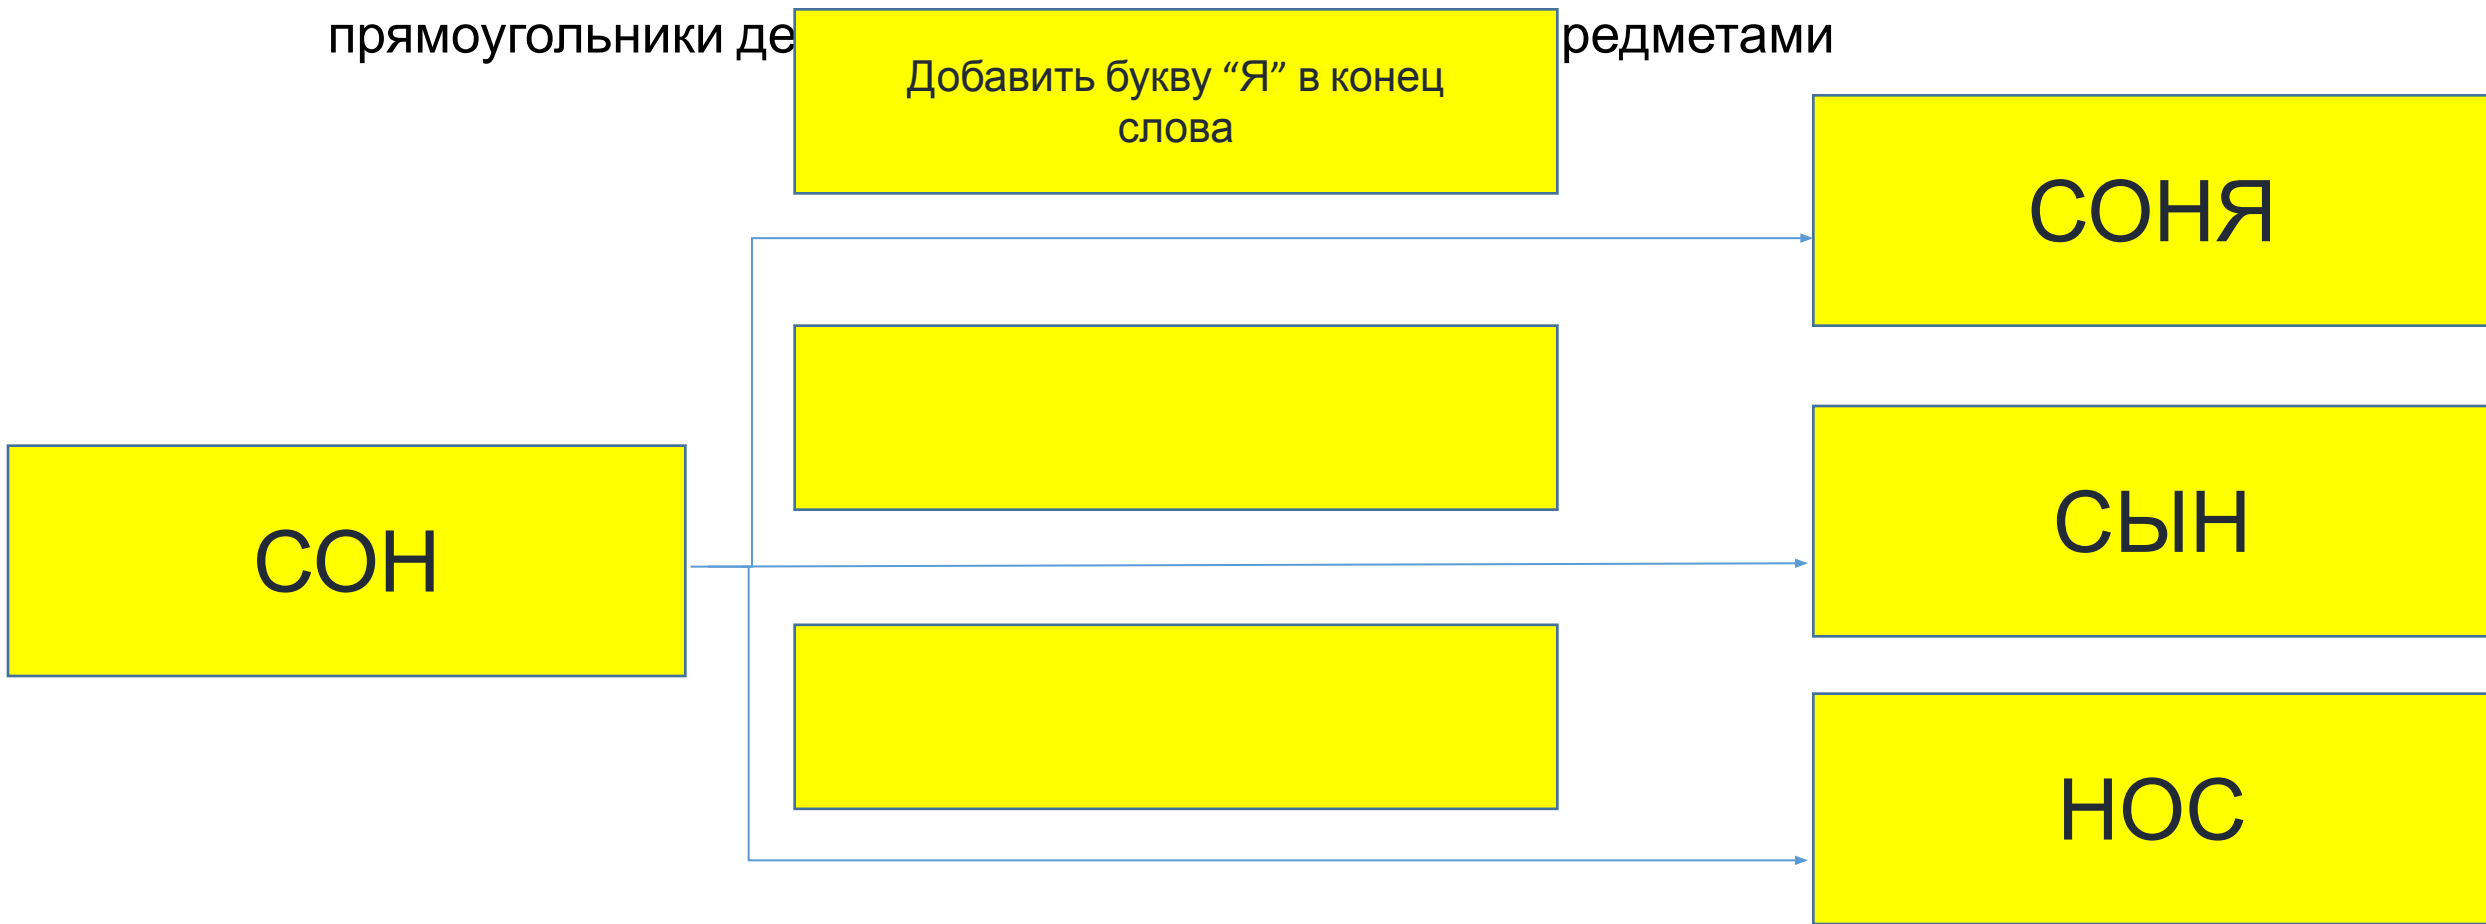 прямоугольники де редметами
Добавить букву “Я” в конец
слова
СОНЯ
СЫН
СОН
НОС